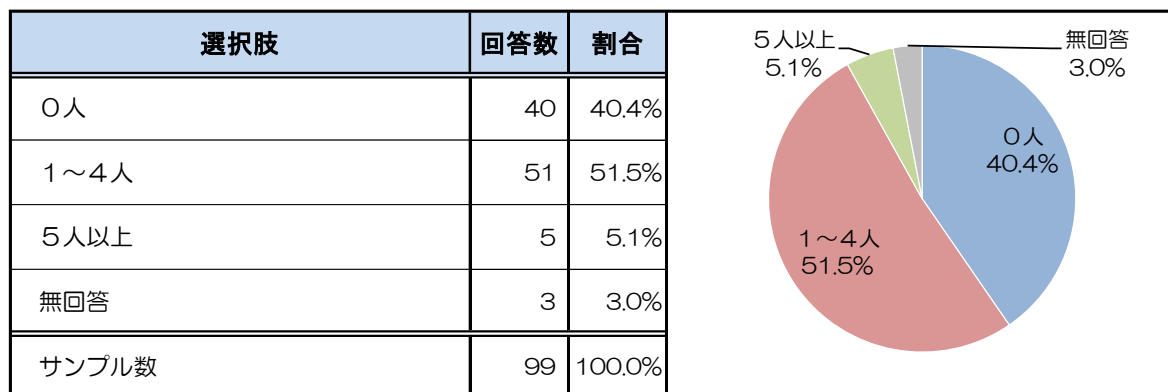 選択肢 回答数 割合
０人 40 40.4%
１～４人 51 51.5%
５人以上 5 5.1%
無回答 3 3.0%
サンプル数 99 100.0%
５人以上
5.1%
無回答
3.0%
０人
40.4%
１～４人
51.5%